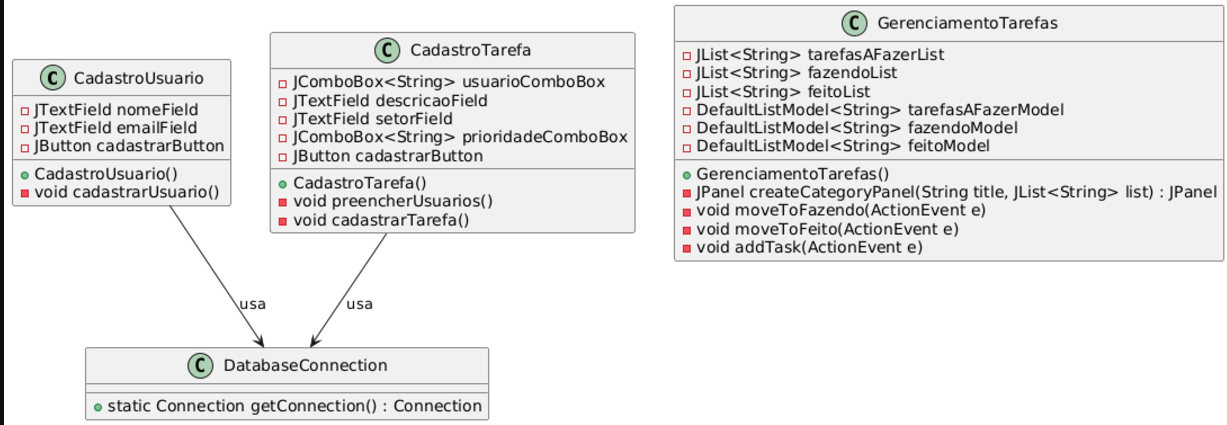 C CadastroUsuario
JTextField nomeField
JTextField emailField
JButton cadastrarButton
CadastroUsuario()
void cadastrarUsuario()
C CadastroTarefa
JComboBox<String> usuarioComboBox
JTextField descricaoField
JTextField setorField
JComboBox<String> prioridadeComboBox
JButton cadastrarButton
CadastroTarefa()
void preencherUsuarios()
void cadastrarTarefa()
C GerenciamentoTarefas
JList<String> tarefasAFazerList
JList<String> fazendoList
JList<String> feitoList
DefaultListModel<String> tarefasAFazerModel
DefaultListModel<String> fazendoModel
DefaultListModel<String> feitoModel
GerenciamentoTarefas()
JPanel createCategoryPanel(String title, JList<String> list) : JPanel
void moveToFazendo(ActionEvent e)
void moveToFeito(ActionEvent e)
void addTask(ActionEvent e)
usa
usa
C DatabaseConnection
static Connection getConnection() : Connection